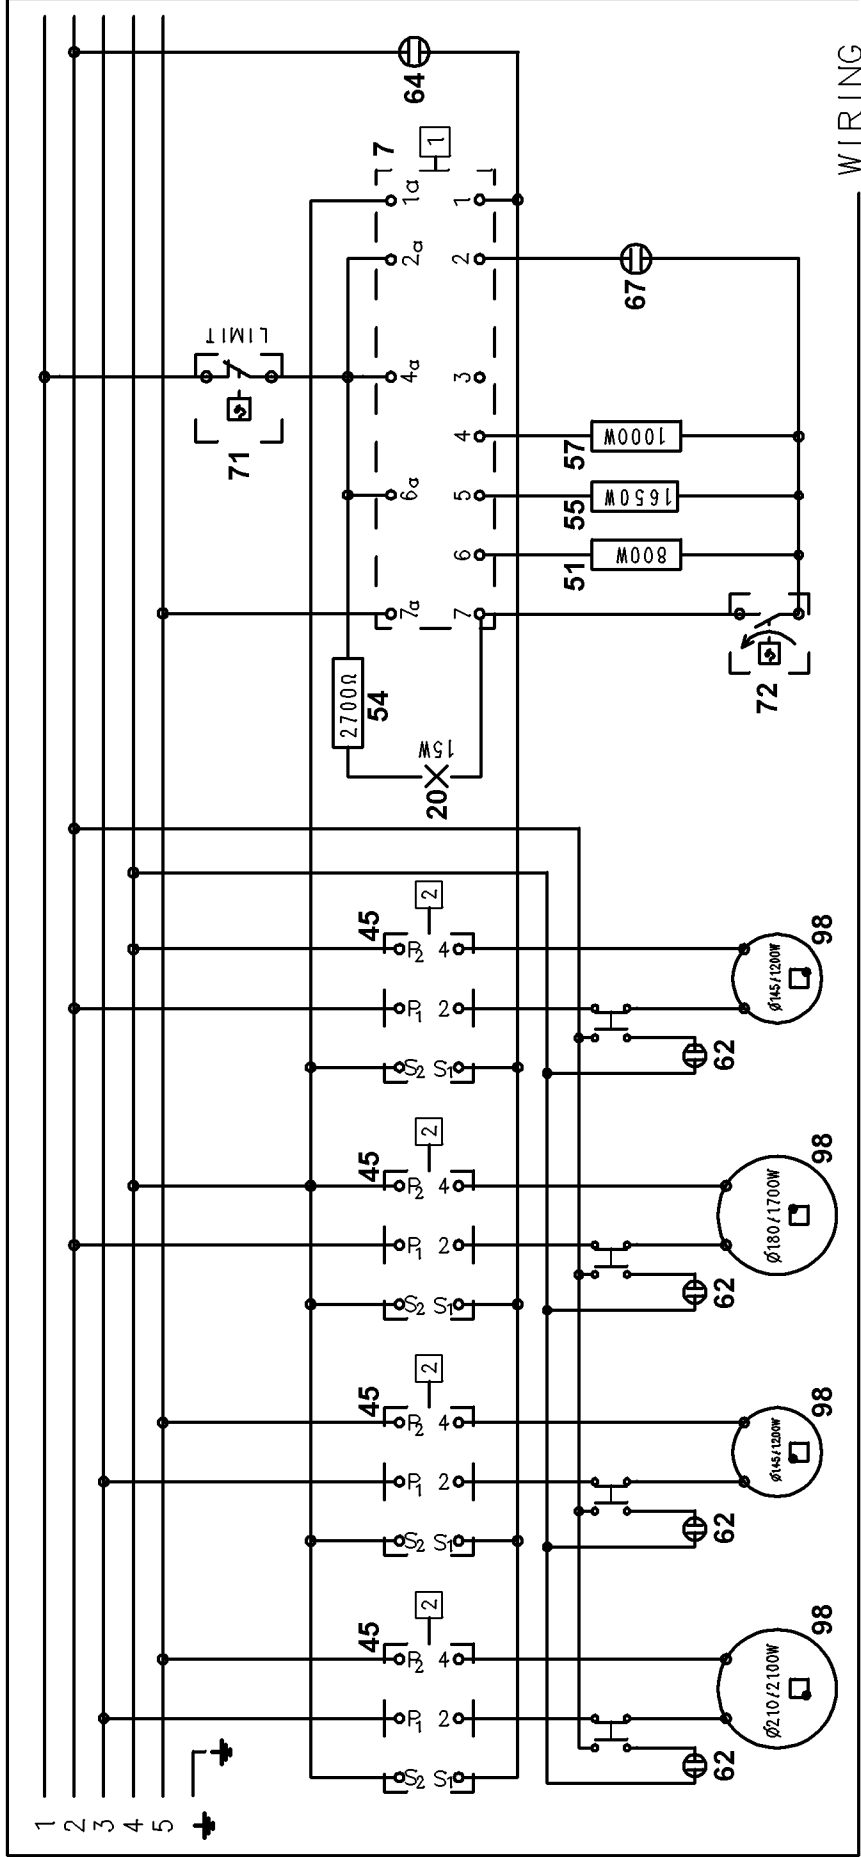 1
2
3
4
5
64
7
1
1a 2a 4a 6a 7a
1 2 3 4 5 6 7
LIMIT
71
67
57
1000W
55
1650W
51
800W
72
2700Ω
54
15W
20
45
2
P2 4
P1 2
S2 S1
62
98
Ø145/1200W
45
2
P2 4
P1 2
S2 S1
62
98
Ø180/1700W
45
2
P2 4
P1 2
S2 S1
62
98
Ø145/1200W
45
2
P2 4
P1 2
S2 S1
62
98
Ø210/2100W
WIRING